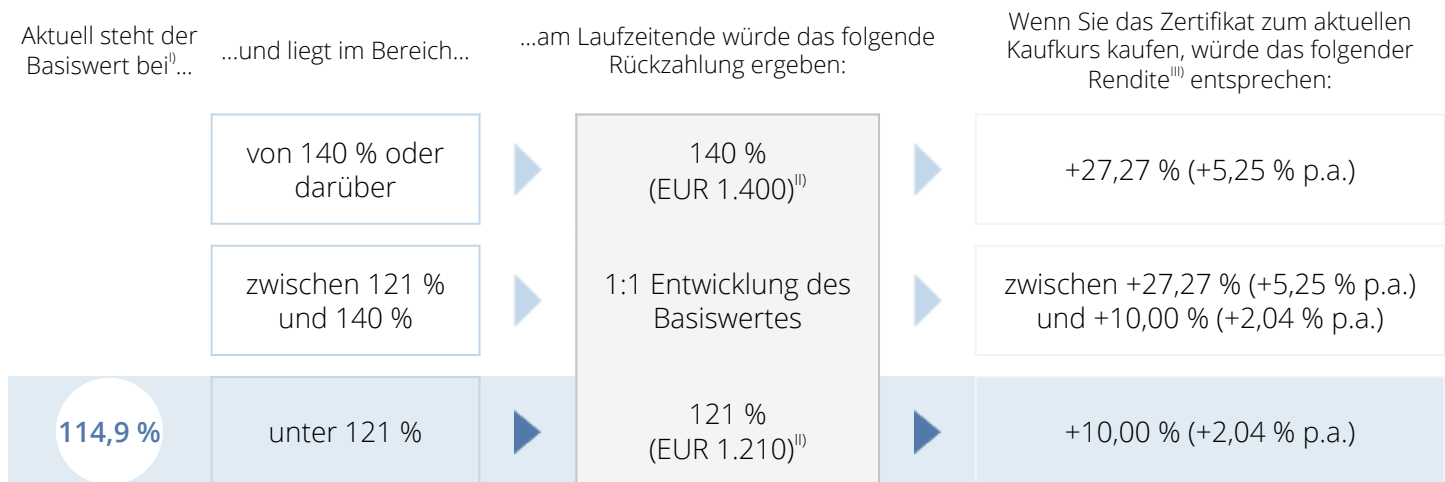 Aktuell steht der
Basiswert bei^I)...
...und liegt im Bereich...
...am Laufzeitende würde das folgende
Rückzahlung ergeben:
Wenn Sie das Zertifikat zum aktuellen
Kaufkurs kaufen, würde das folgender
Rendite^III) entsprechen:
von 140 % oder
darüber
140 %
(EUR 1.400)^II)
+27,27 % (+5,25 % p.a.)
zwischen 121 %
und 140 %
1:1 Entwicklung des
Basiswertes
zwischen +27,27 % (+5,25 % p.a.)
und +10,00 % (+2,04 % p.a.)
114,9 %
unter 121 %
121 %
(EUR 1.210)^II)
+10,00 % (+2,04 % p.a.)